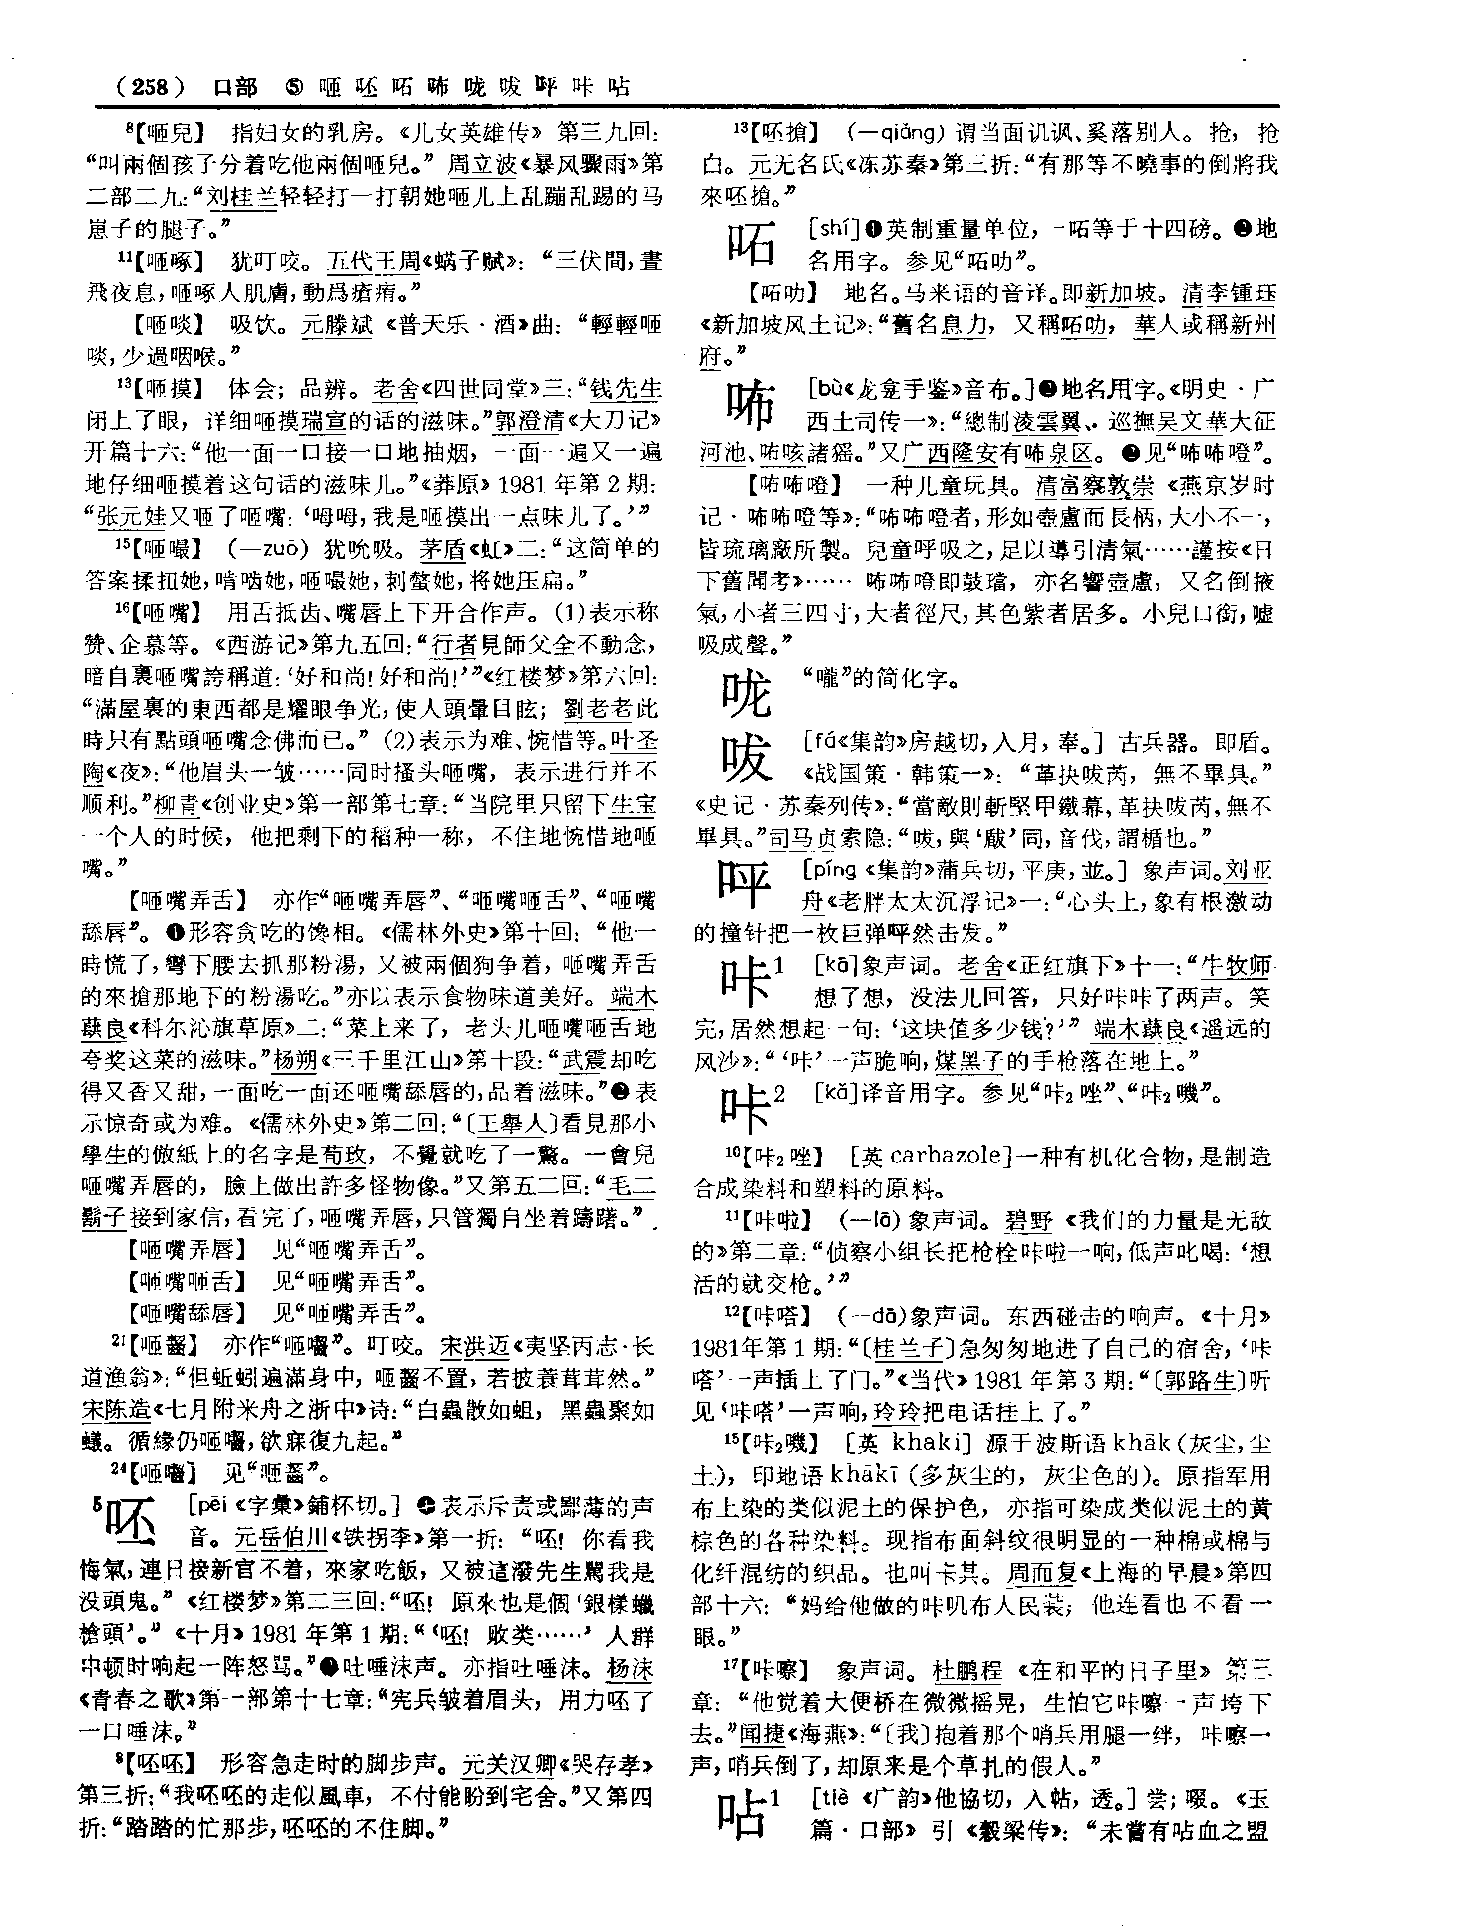 （258） 口部 ⑤ 咂 呸 㕷 咘 咙 哎 呯 咔 呫
⁸【咂兒】 指妇女的乳房。《儿女英雄传》第三九回：
“叫兩個孩子分着吃他兩個咂兒。” 周立波《暴风骤雨》第
二部二九：“刘桂兰轻轻打一打朝她咂儿上乱蹦乱踢的马
崽子的腿子。”
¹¹【咂啄】 犹叮咬。五代王周《蜹子赋》：“三伏間，晝
飛夜息，咂啄人肌膚，動爲瘡痏。”
【咂啖】 吸饮。元滕斌《普天乐·酒》曲：“輕輕咂
啖，少過咽喉。”
¹³【咂摸】 体会；品辨。老舍《四世同堂》三：“钱先生
闭上了眼，详细咂摸瑞宣的话的滋味。”郭澄清《大刀记》
开篇十六：“他一面一口接一口地抽烟，一面一遍又一遍
地仔细咂摸着这句话的滋味儿。”《莽原》1981年第2期：
“张元娃又咂了咂嘴：‘呣呣，我是咂摸出一点味儿了。’”
¹⁵【咂嘬】 （—zuō）犹吮吸。茅盾《虹》二：“这简单的
答案揉扭她，啃啮她，咂嘬她，刺螫她，将她压扁。”
¹⁶【咂嘴】 用舌抵齿、嘴唇上下开合作声。(1)表示称
赞、企慕等。《西游记》第九五回：“行者見師父全不動念，
暗自裏咂嘴誇稱道：‘好和尚！好和尚！’”《红楼梦》第六回：
“滿屋裏的東西都是耀眼争光，使人頭暈目眩；劉老老此
時只有點頭咂嘴念佛而已。”(2)表示为难、惋惜等。叶圣
陶《夜》：“他眉头一皱……同时搔头咂嘴，表示进行并不
顺利。”柳青《创业史》第一部第七章：“当院里只留下生宝
一个人的时候，他把剩下的稻种一称，不住地惋惜地咂
嘴。”
【咂嘴弄舌】 亦作“咂嘴弄唇”、“咂嘴咂舌”、“咂嘴
舔唇”。❶形容贪吃的馋相。《儒林外史》第十回：“他一
時慌了，彎下腰去抓那粉湯，又被兩個狗争着，咂嘴弄舌
的來搶那地下的粉湯吃。”亦以表示食物味道美好。端木
蕻良《科尔沁旗草原》二：“菜上来了，老头儿咂嘴咂舌地
夸奖这菜的滋味。”杨朔《三千里江山》第十段：“武震却吃
得又香又甜，一面吃一面还咂嘴舔唇的，品着滋味。”❷表
示惊奇或为难。《儒林外史》第二回：“〔王舉人〕看見那小
學生的倣紙上的名字是荀玫，不覺就吃了一驚。一會兒
咂嘴弄唇的，臉上做出許多怪物像。”又第五二回：“毛二
鬍子接到家信，看完了，咂嘴弄唇，只管獨自坐着躊躇。”
【咂嘴弄唇】 见“咂嘴弄舌”。
【咂嘴咂舌】 见“咂嘴弄舌”。
【咂嘴舔唇】 见“咂嘴弄舌”。
²¹【咂齧】 亦作“咂囓”。叮咬。宋洪迈《夷坚丙志·长
道渔翁》：“但蚯蚓遍滿身中，咂齧不置，若披蓑茸茸然。”
宋陈造《七月附米舟之浙中》诗：“白蟲散如蛆，黑蟲聚如
蟻。循緣仍咂囓，欲寐復九起。”
²⁴【咂囓】 见“咂齧”。
⁵呸 [pēi《字彙》鋪杯切。]❶表示斥责或鄙薄的声
音。元岳伯川《铁拐李》第一折：“呸！你看我
悔氣，連日接新官不着，來家吃飯，又被這潑先生罵我是
没頭鬼。”《红楼梦》第二三回：“呸！原來也是個‘銀樣蠟
槍頭’。”《十月》1981年第1期：“‘呸！败类……’人群
中顿时响起一阵怒骂。”❷吐唾沫声。亦指吐唾沫。杨沫
《青春之歌》第一部第十七章：“宪兵皱着眉头，用力呸了
一口唾沫。”
⁸【呸呸】 形容急走时的脚步声。元关汉卿《哭存孝》
第三折：“我呸呸的走似風車，不付能盼到宅舍。”又第四
折：“踏踏的忙那步，呸呸的不住脚。”
¹³【呸搶】 （—qiǎng）谓当面讥讽、奚落别人。抢，抢
白。元无名氏《冻苏秦》第三折：“有那等不曉事的倒將我
來呸搶。”
㕷 [shí]❶英制重量单位，一㕷等于十四磅。❷地
名用字。参见“㕷叻”。
【㕷叻】 地名。马来语的音译。即新加坡。清李锺珏
《新加坡风土记》：“舊名息力，又稱㕷叻，華人或稱新州
府。”
咘 [bù《龙龛手鉴》音布。]❶地名用字。《明史·广
西土司传一》：“總制淩雲翼、巡撫吴文華大征
河池、咘咳諸猺。”又广西隆安有咘泉区。❷见“咘咘噔”。
【咘咘噔】 一种儿童玩具。清富察敦崇《燕京岁时
记·咘咘噔等》：“咘咘噔者，形如壺盧而長柄，大小不一，
皆琉璃廠所製。兒童呼吸之，足以導引清氣……謹按《日
下舊聞考》……咘咘噔即鼓璫，亦名響壺盧，又名倒掖
氣，小者三四寸，大者徑尺，其色紫者居多。小兒口銜，嘘
吸成聲。”
咙 “嚨”的简化字。
哎 [fá《集韵》房越切，入月，奉。]古兵器。即盾。
《战国策·韩策一》：“革抉哎芮，無不畢具。”
《史记·苏秦列传》：“當敵則斬堅甲鐵幕，革抉哎芮，無不
畢具。”司马贞索隐：“哎，與‘瞂’同，音伐，謂楯也。”
呯 [píng《集韵》蒲兵切，平庚，並。]象声词。刘亚
舟《老胖太太沉浮记》一：“心头上，象有根激动
的撞针把一枚巨弹呯然击发。”
咔¹ [kā]象声词。老舍《正红旗下》十一：“牛牧师
想了想，没法儿回答，只好咔咔了两声。笑
完，居然想起一句：‘这块值多少钱？’”端木蕻良《遥远的
风沙》：“‘咔’一声脆响，煤黑子的手枪落在地上。”
咔² [kǎ]译音用字。参见“咔₂唑”、“咔₂嘰”。
¹⁰【咔₂唑】 [英 carbazole]一种有机化合物，是制造
合成染料和塑料的原料。
¹¹【咔啦】 （—lā）象声词。碧野《我们的力量是无敌
的》第二章：“侦察小组长把枪栓咔啦一响，低声叱喝：‘想
活的就交枪。’”
¹²【咔嗒】 （—dā）象声词。东西碰击的响声。《十月》
1981年第1期：“〔桂兰子〕急匆匆地进了自己的宿舍，‘咔
嗒’一声插上了门。”《当代》1981年第3期：“〔郭路生〕听
见‘咔嗒’一声响，玲玲把电话挂上了。”
¹⁵【咔₂嘰】 [英 khaki]源于波斯语khāk（灰尘，尘
土），印地语khākī（多灰尘的，灰尘色的）。原指军用
布上染的类似泥土的保护色，亦指可染成类似泥土的黄
棕色的各种染料。现指布面斜纹很明显的一种棉或棉与
化纤混纺的织品。也叫卡其。周而复《上海的早晨》第四
部十六：“妈给他做的咔叽布人民装，他连看也不看一
眼。”
¹⁷【咔嚓】 象声词。杜鹏程《在和平的日子里》第三
章：“他觉着大便桥在微微摇晃，生怕它咔嚓一声垮下
去。”闻捷《海燕》：“〔我〕抱着那个哨兵用腿一绊，咔嚓一
声，哨兵倒了，却原来是个草扎的假人。”
呫¹ [tiè《广韵》他協切，入帖，透。]尝；啜。《玉
篇·口部》引《穀梁传》：“未嘗有呫血之盟